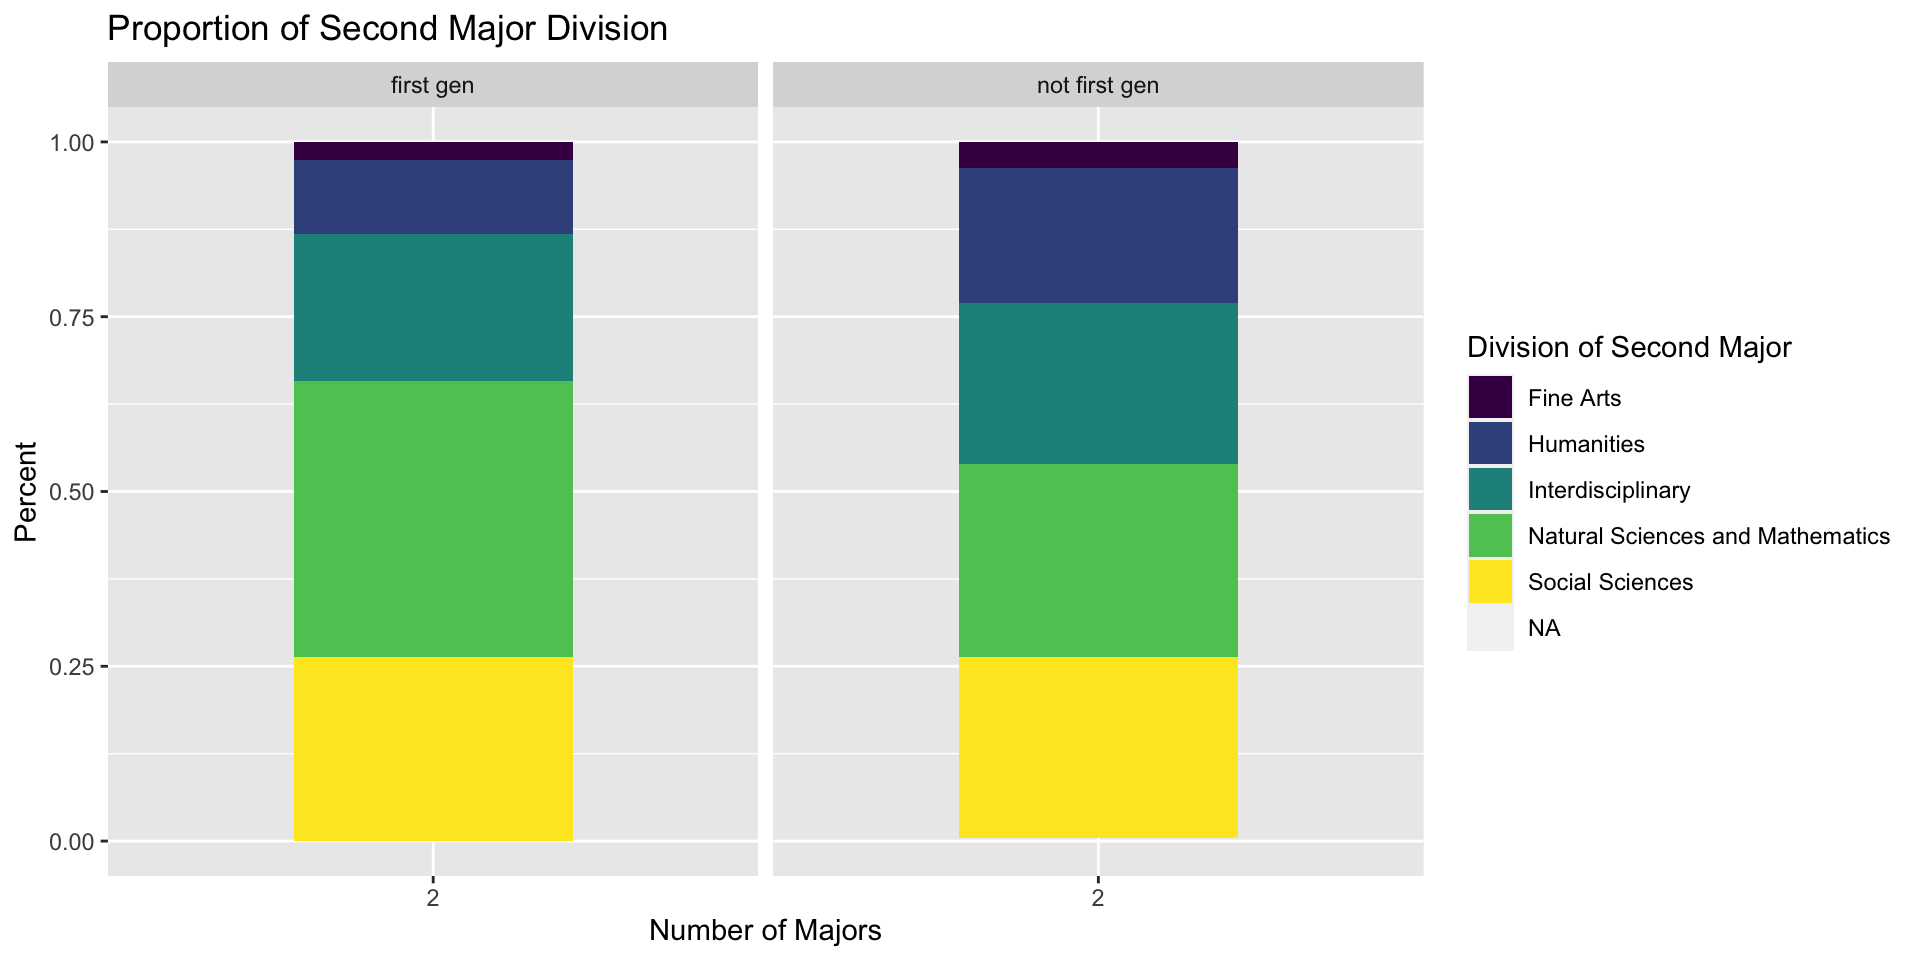 Proportion of Second Major Division
first gen
not first gen
1.00
0.75
0.50
0.25
0.00
Percent
2
2
Number of Majors
Division of Second Major
Fine Arts
Humanities
Interdisciplinary
Natural Sciences and Mathematics
Social Sciences
NA